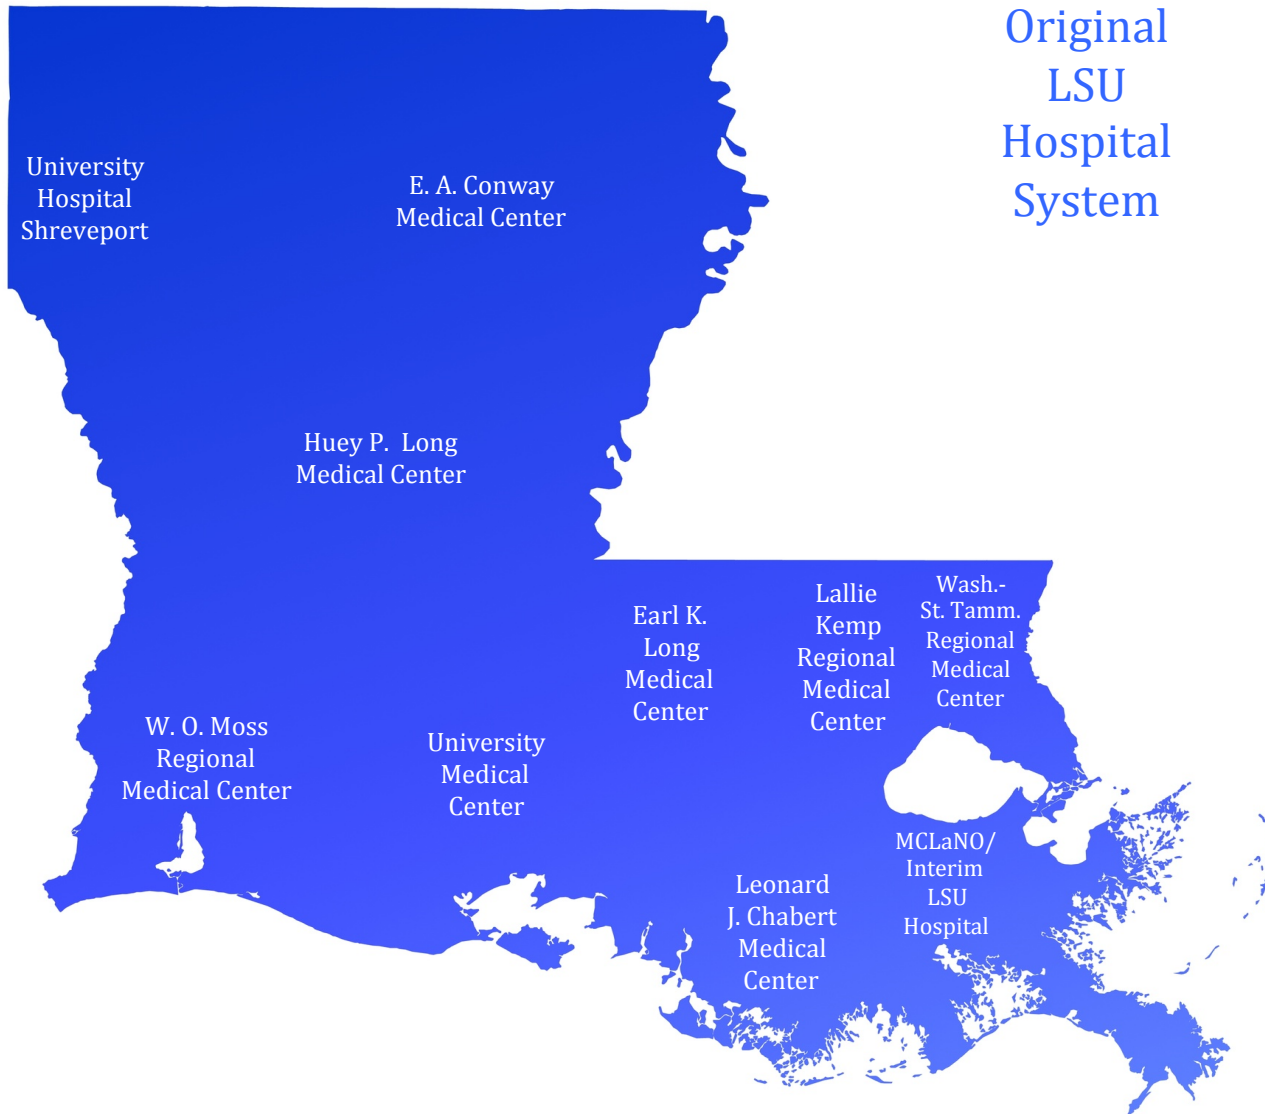 Original
LSU
Hospital
System
University
Hospital
Shreveport
E. A. Conway
Medical Center
Huey P.  Long
Medical Center
Earl K.
Long
Medical
Center
Lallie
Kemp
Regional
Medical
Center
Wash.-
St. Tamm.
Regional
Medical
Center
W. O. Moss
Regional
Medical Center
University
Medical
Center
MCLaNO/
Interim
LSU
Hospital
Leonard
J. Chabert
Medical
Center